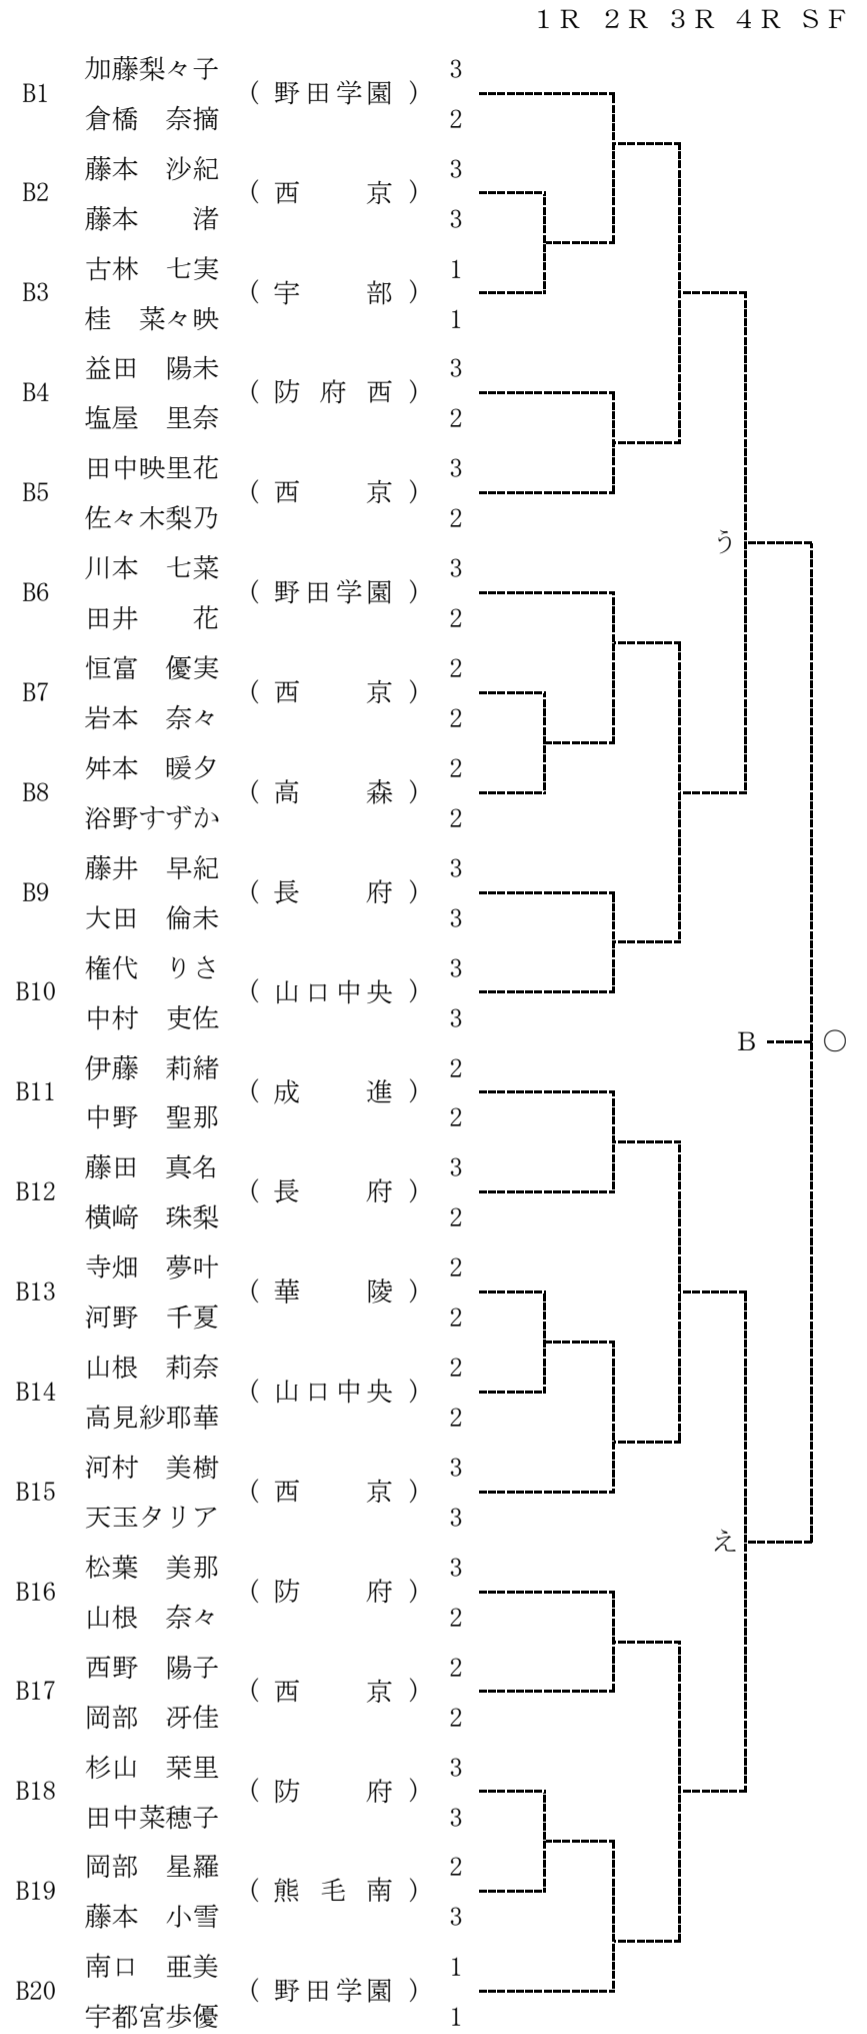 １Ｒ ２Ｒ ３Ｒ ４Ｒ ＳＦ
加藤梨々子 3
B1 （野田学園）
倉橋　奈摘 2
藤本　沙紀 3
B2 （西　　京）
藤本　　渚 3
古林　七実 1
B3 （宇　　部）
桂　菜々映 1
益田　陽未 3
B4 （防 府 西）
塩屋　里奈 2
田中映里花 3
B5 （西　　京）
佐々木梨乃 2
う
川本　七菜 3
B6 （野田学園）
田井　　花 2
恒富　優実 2
B7 （西　　京）
岩本　奈々 2
舛本　暖夕 2
B8 （高　　森）
浴野すずか 2
藤井　早紀 3
B9 （長　　府）
大田　倫未 3
権代　りさ 3
B10 （山口中央）
中村　吏佐 3
B ○
伊藤　莉緒 2
B11 （成　　進）
中野　聖那 2
藤田　真名 3
B12 （長　　府）
横﨑　珠梨 2
寺畑　夢叶 2
B13 （華　　陵）
河野　千夏 2
山根　莉奈 2
B14 （山口中央）
高見紗耶華 2
河村　美樹 3
B15 （西　　京）
天玉タリア 3
え
松葉　美那 3
B16 （防　　府）
山根　奈々 2
西野　陽子 2
B17 （西　　京）
岡部　冴佳 2
杉山　栞里 3
B18 （防　　府）
田中菜穂子 3
岡部　星羅 2
B19 （熊 毛 南）
藤本　小雪 3
南口　亜美 1
B20 （野田学園）
宇都宮歩優 1